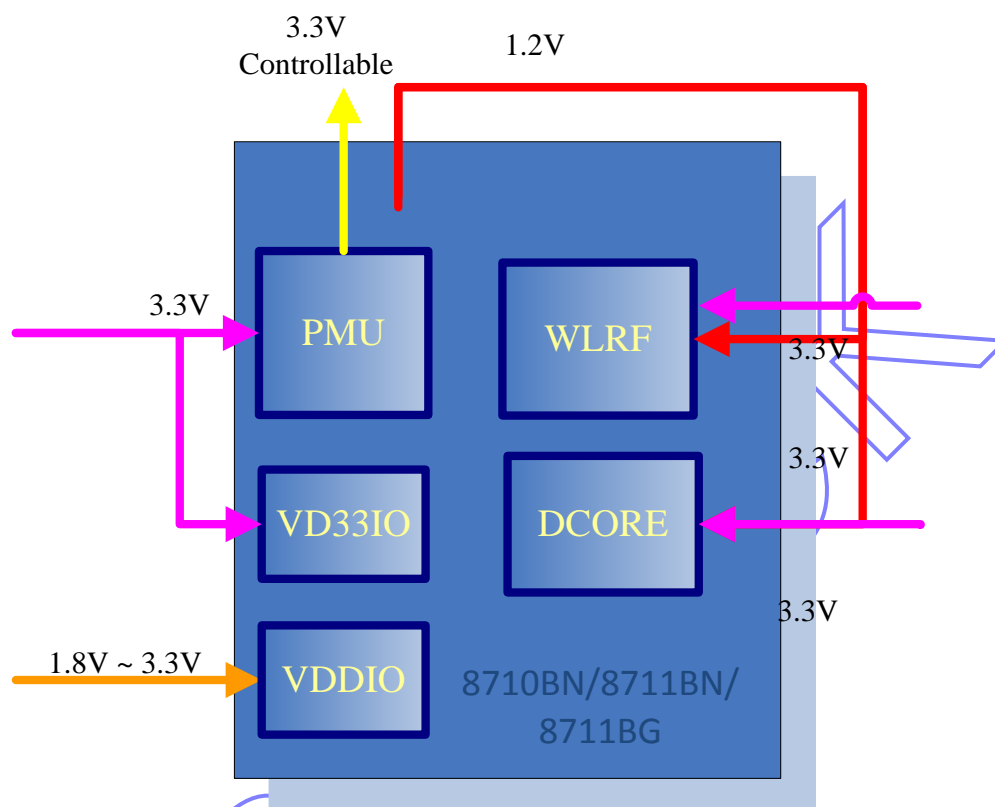 3.3V
Controllable
1.2V
3.3V
PMU
WLRF
3.3V
3.3V
VD33IO
DCORE
3.3V
1.8V ~ 3.3V
VDDIO
8710BN/8711BN/
8711BG